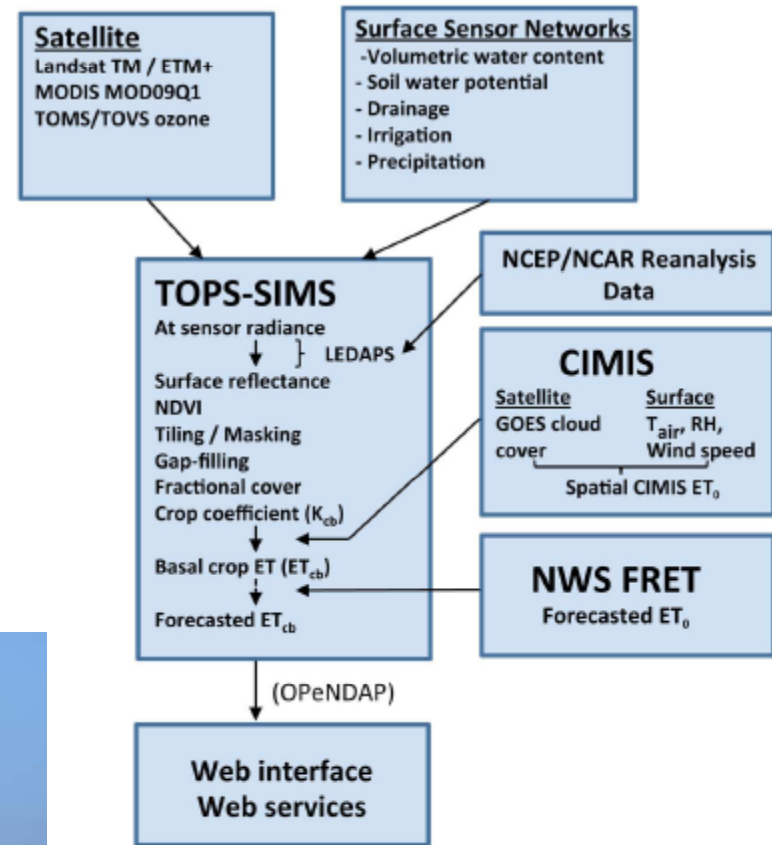 Satellite
Landsat TM / ETM+
MODIS MOD09Q1
TOMS/TOVS ozone
Surface Sensor Networks
-Volumetric water content
- Soil water potential
- Drainage
- Irrigation
- Precipitation
TOPS-SIMS
At sensor radiance
} LEDAPS
Surface reflectance
NDVI
Tiling / Masking
Gap-filling
Fractional cover
Crop coefficient (Kcb)
Basal crop ET (ETcb)
Forecasted ETcb
NCEP/NCAR Reanalysis
Data
CIMIS
Satellite
GOES cloud
cover
Surface
Tair, RH,
Wind speed
Spatial CIMIS ET0
NWS FRET
Forecasted ET0
(OPeNDAP)
Web interface
Web services